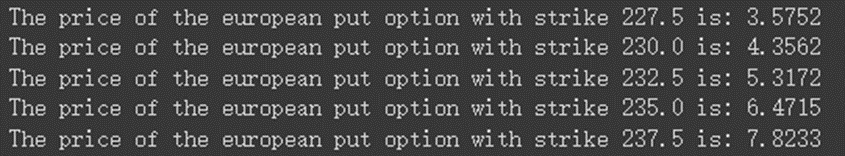 The price of the european put option with strike 227.5 is: 3.5752
The price of the european put option with strike 230.0 is: 4.3562
The price of the european put option with strike 232.5 is: 5.3172
The price of the european put option with strike 235.0 is: 6.4715
The price of the european put option with strike 237.5 is: 7.8233